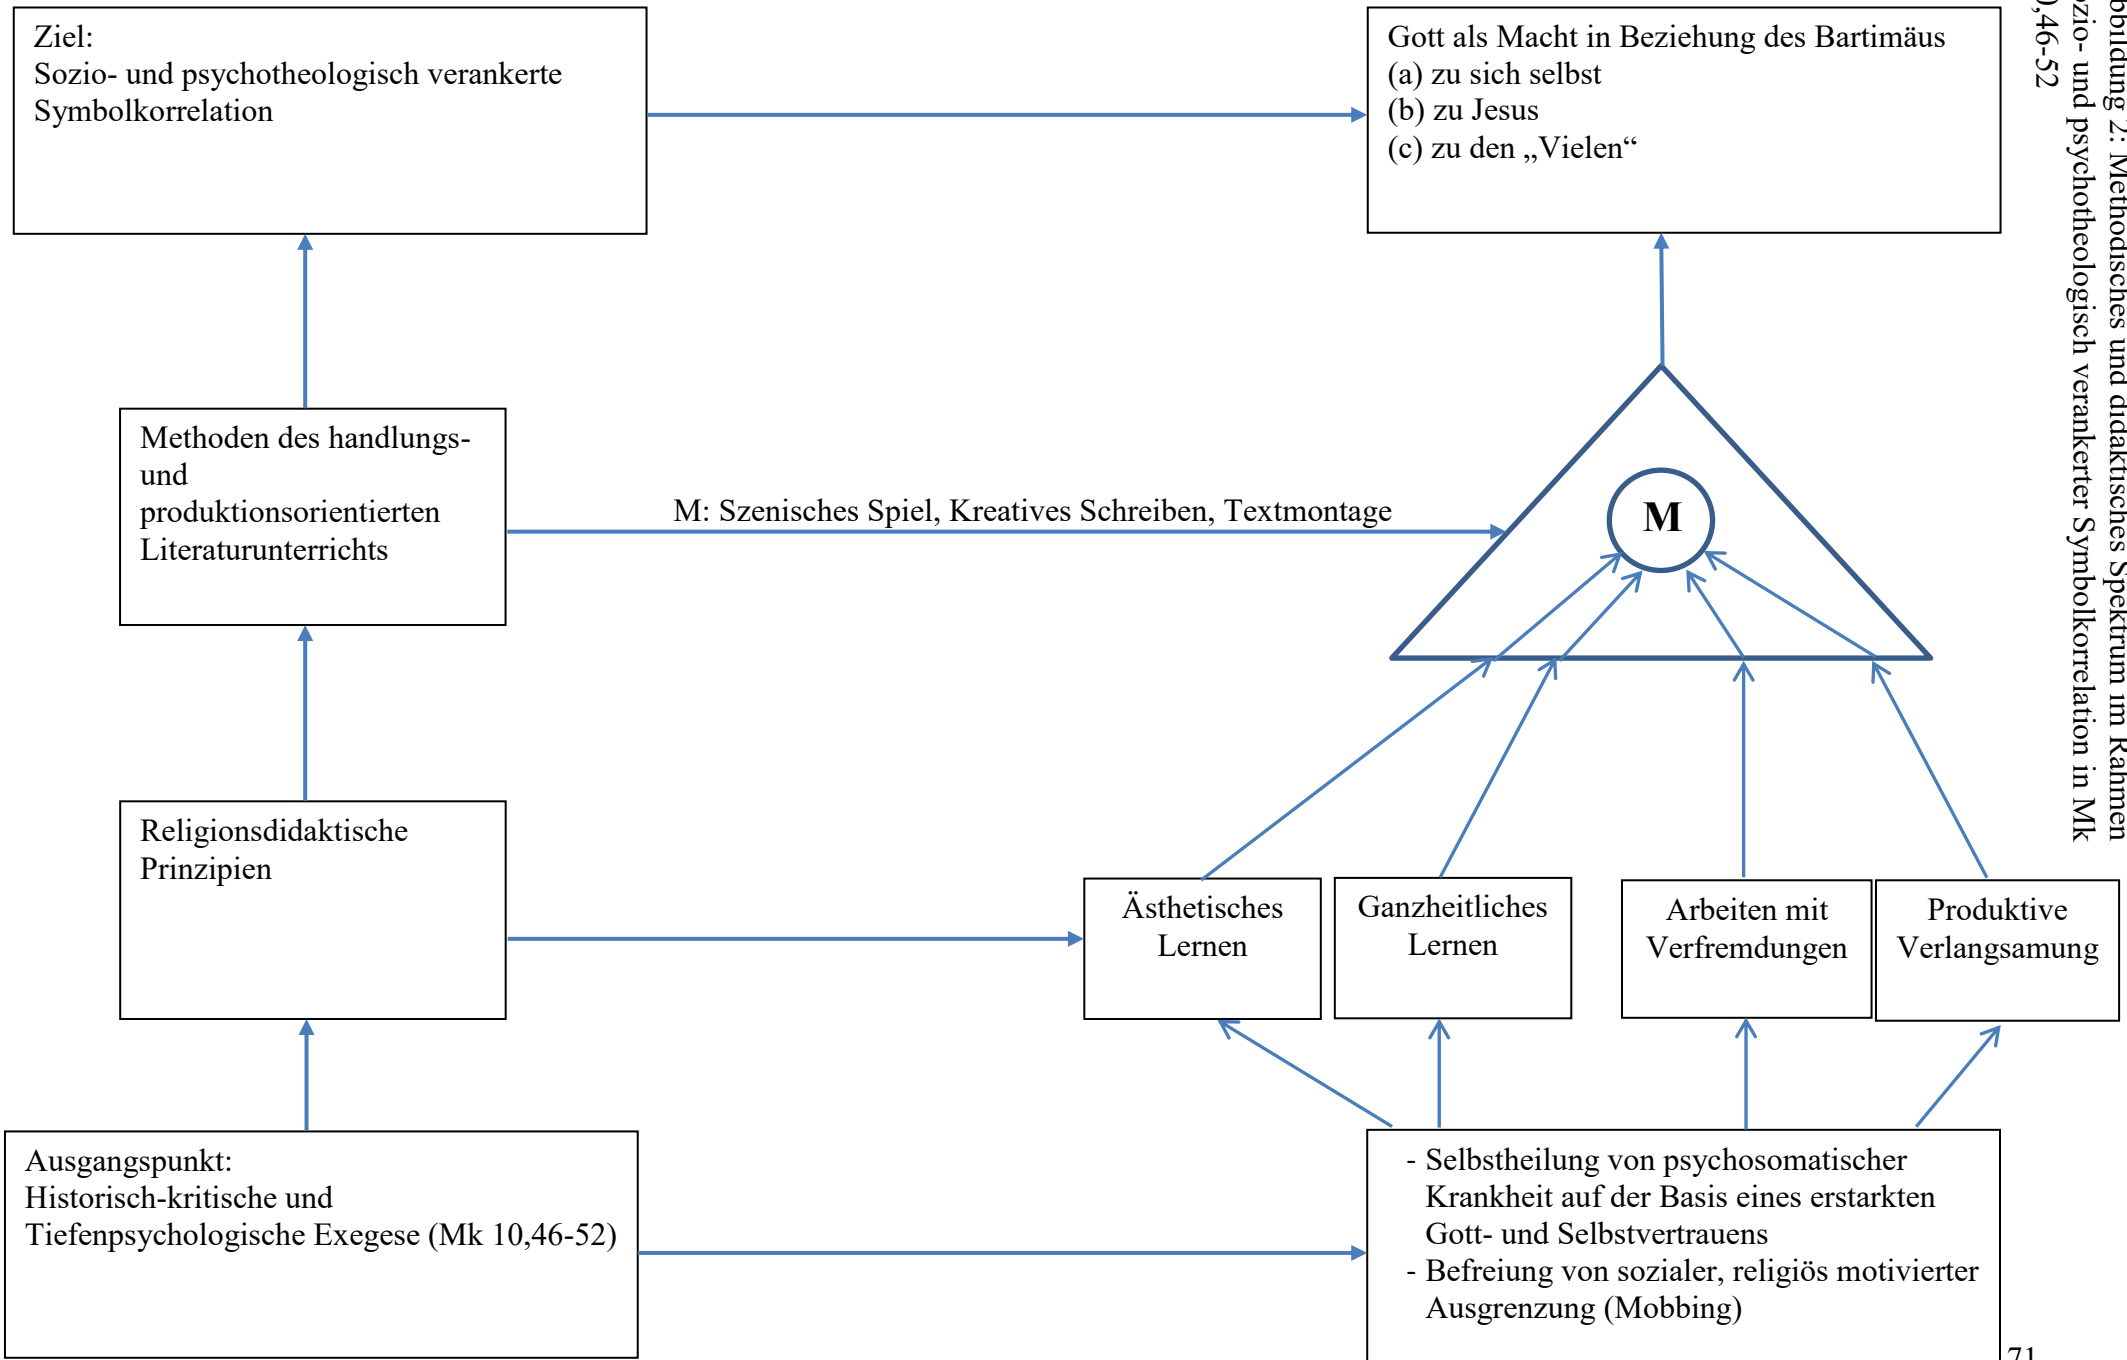 Ziel:
Sozio- und psychotheologisch verankerte
Symbolkorrelation
Gott als Macht in Beziehung des Bartimäus
(a) zu sich selbst
(b) zu Jesus
(c) zu den „Vielen“
Methoden des handlungs-
und
produktionsorientierten
Literaturunterrichts
M: Szenisches Spiel, Kreatives Schreiben, Textmontage
M
Religionsdidaktische
Prinzipien
Ästhetisches
Lernen
Ganzheitliches
Lernen
Arbeiten mit
Verfremdungen
Produktive
Verlangsamung
Ausgangspunkt:
Historisch-kritische und
Tiefenpsychologische Exegese (Mk 10,46-52)
- Selbstheilung von psychosomatischer
Krankheit auf der Basis eines erstarkten
Gott- und Selbstvertrauens
- Befreiung von sozialer, religiös motivierter
Ausgrenzung (Mobbing)
bbildung 2: Methodisches und didaktisches Spektrum im Rahmen
ozio- und psychotheologisch verankerter Symbolkorrelation in Mk
0,46-52
71